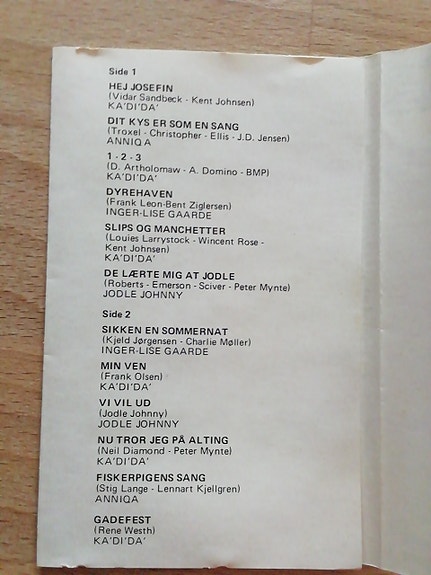 Side 1
HEJ JOSEFIN
(Vidar Sandbeck - Kent Johnsen)
KA'DI'DA'
DIT KYS ER SOM EN SANG
(Troxel - Christopher - Ellis - J.D. Jensen)
ANNIQA
1 - 2 - 3
(D. Artholomaw - A. Domino - BMP)
KA'DI'DA'
DYREHAVEN
(Frank Leon-Bent Ziglersen)
INGER-LISE GAARDE
SLIPS OG MANCHETTER
(Louies Larrystock - Wincent Rose -
Kent Johnsen)
KA'DI'DA'
DE LÆRTE MIG AT JODLE
(Roberts - Emerson - Sciver - Peter Mynte)
JODLE JOHNNY
Side 2
SIKKEN EN SOMMERNAT
(Kjeld Jørgensen - Charlie Møller)
INGER-LISE GAARDE
MIN VEN
(Frank Olsen)
KA'DI'DA'
VI VIL UD
(Jodle Johnny)
JODLE JOHNNY
NU TROR JEG PÅ ALTING
(Neil Diamond - Peter Mynte)
KA'DI'DA'
FISKERPIGENS SANG
(Stig Lange - Lennart Kjellgren)
ANNIQA
GADEFEST
(Rene Westh)
KA'DI'DA'